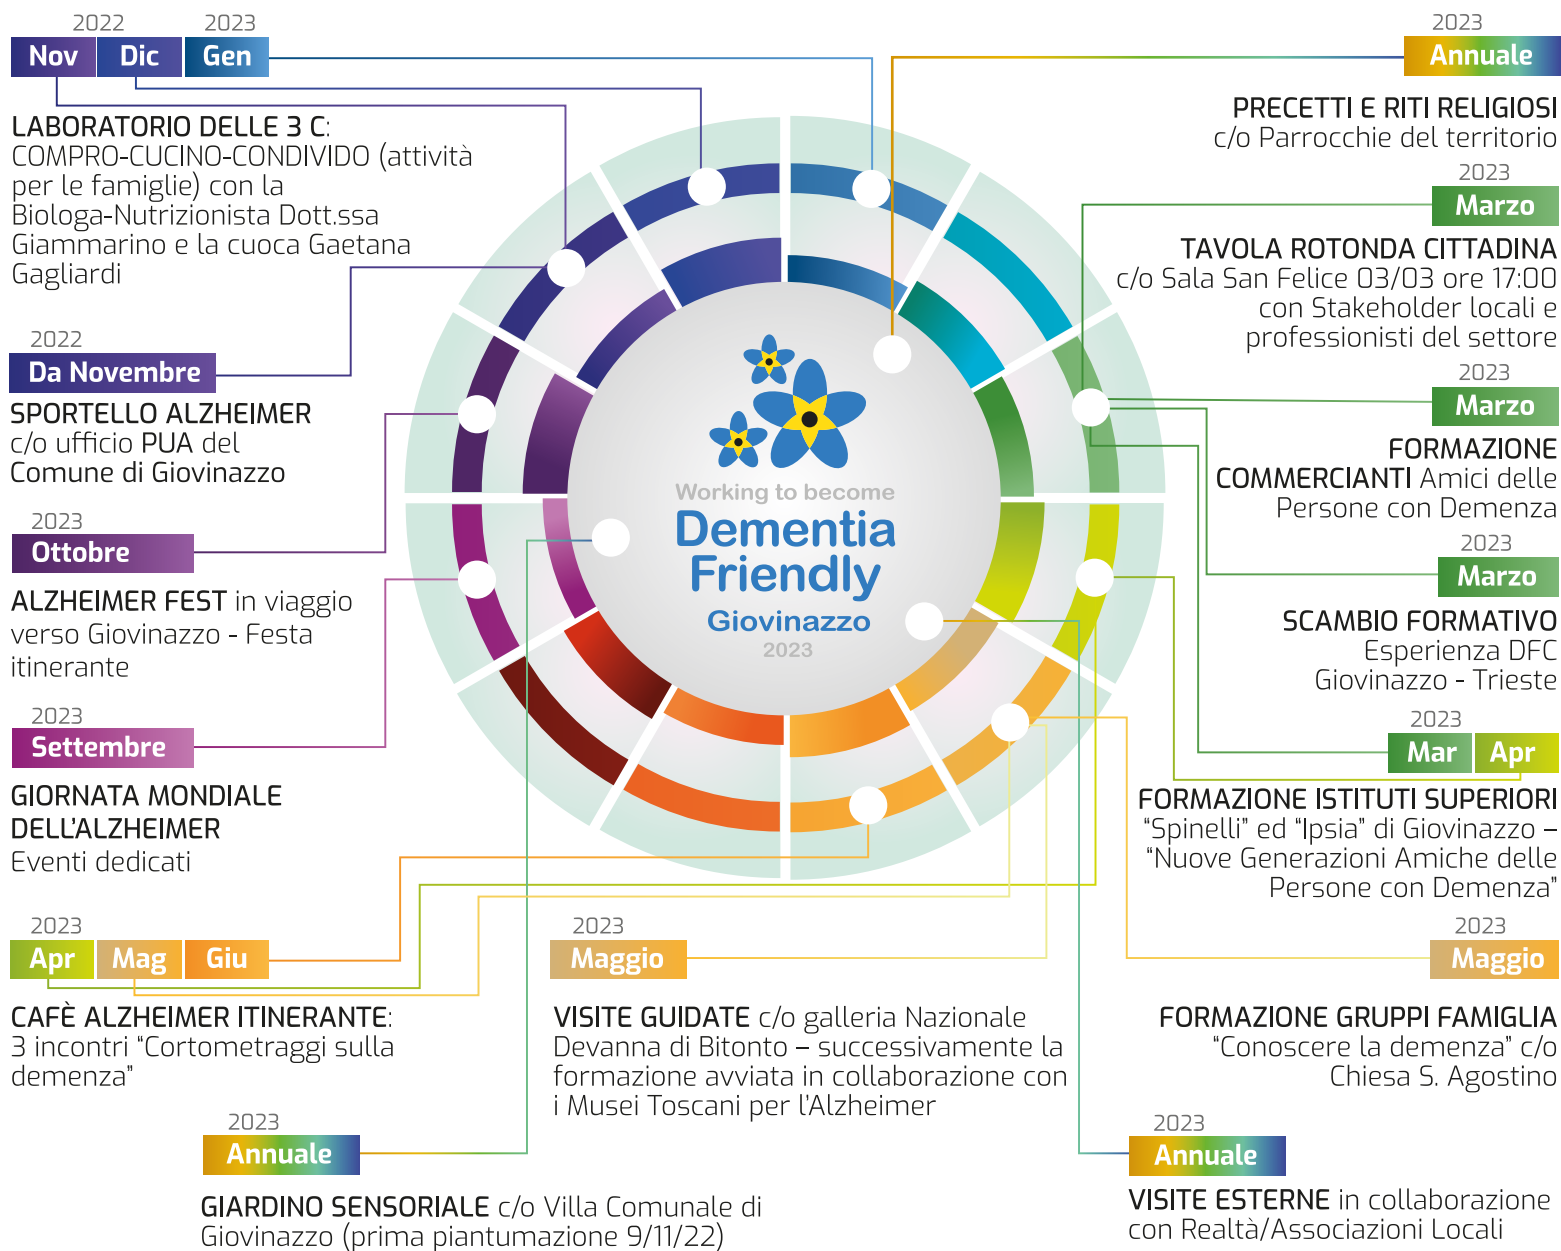 2022
2023
Nov
Dic
Gen
LABORATORIO DELLE 3 C:
COMPRO-CUCINO-CONDIVIDO (attività
per le famiglie) con la
Biologa-Nutrizionista Dott.ssa
Giammarino e la cuoca Gaetana
Gagliardi
2022
Da Novembre
SPORTELLO ALZHEIMER
c/o ufficio PUA del
Comune di Giovinazzo
2023
Ottobre
ALZHEIMER FEST in viaggio
verso Giovinazzo - Festa
itinerante
2023
Settembre
GIORNATA MONDIALE
DELL'ALZHEIMER
Eventi dedicati
2023
Apr
Mag
Giu
CAFÈ ALZHEIMER ITINERANTE:
3 incontri “Cortometraggi sulla
demenza”
2023
Annuale
GIARDINO SENSORIALE c/o Villa Comunale di
Giovinazzo (prima piantumazione 9/11/22)
Working to become
Dementia
Friendly
Giovinazzo
2023
2023
Maggio
VISITE GUIDATE c/o galleria Nazionale
Devanna di Bitonto – successivamente la
formazione avviata in collaborazione con
i Musei Toscani per l'Alzheimer
2023
Annuale
PRECETTI E RITI RELIGIOSI
c/o Parrocchie del territorio
2023
Marzo
TAVOLA ROTONDA CITTADINA
c/o Sala San Felice 03/03 ore 17:00
con Stakeholder locali e
professionisti del settore
2023
Marzo
FORMAZIONE
COMMERCIANTI Amici delle
Persone con Demenza
2023
Marzo
SCAMBIO FORMATIVO
Esperienza DFC
Giovinazzo - Trieste
2023
Mar
Apr
FORMAZIONE ISTITUTI SUPERIORI
“Spinelli” ed “Ipsia” di Giovinazzo –
“Nuove Generazioni Amiche delle
Persone con Demenza”
2023
Maggio
FORMAZIONE GRUPPI FAMIGLIA
“Conoscere la demenza” c/o
Chiesa S. Agostino
2023
Annuale
VISITE ESTERNE in collaborazione
con Realtà/Associazioni Locali